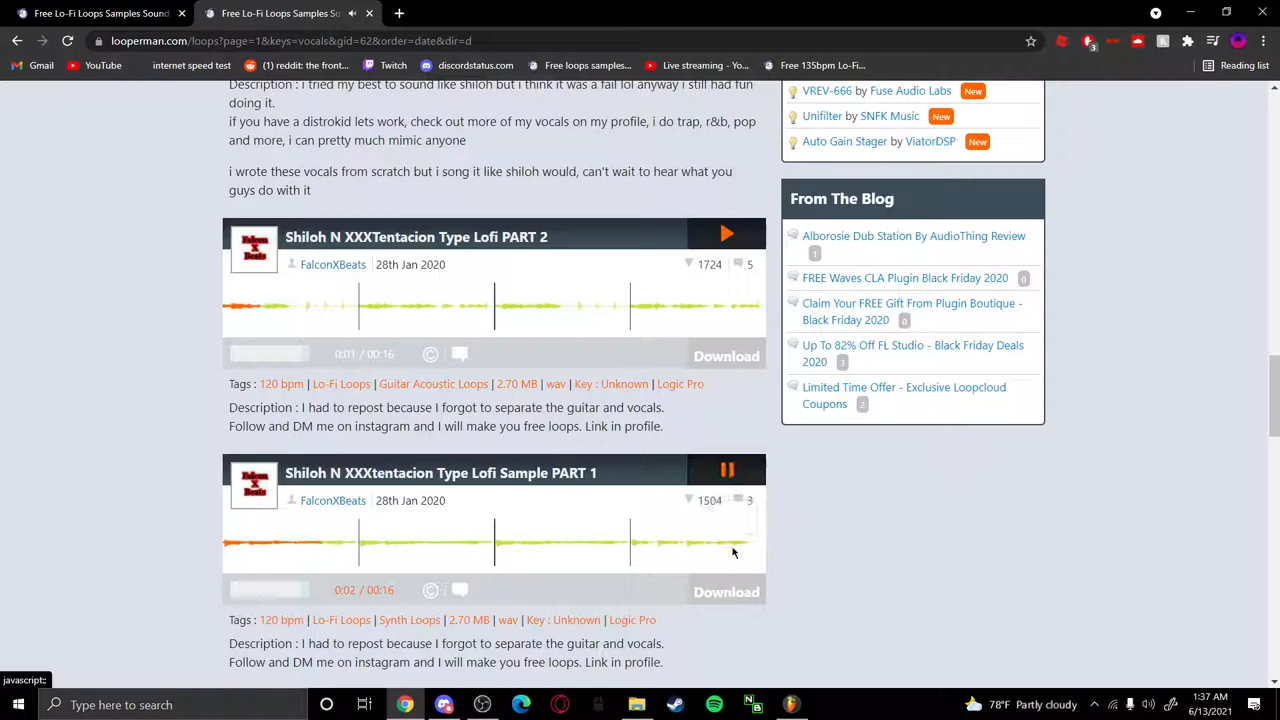 Free Lo-Fi Loops Samples Sound
Free Lo-Fi Loops Samples So
looperman.com/loops?page=1&keys=vocals&gid=62&order=date&dir=d
3
Gmail
YouTube
internet speed test
(1) reddit: the front...
Twitch
discordstatus.com
Free loops samples...
Live streaming - Yo...
Free 135bpm Lo-Fi...
Reading list
Description : i tried my best to sound like shiloh but i think it was a fail lol anyway i still had fun
doing it.
if you have a distrokid lets work, check out more of my vocals on my profile, i do trap, r&b, pop
and more, i can pretty much mimic anyone
i wrote these vocals from scratch but i song it like shiloh would, can't wait to hear what you
guys do with it
Falcon
X
Beats
Shiloh N XXXTentacion Type Lofi PART 2
FalconXBeats
28th Jan 2020
1724
5
0:01 / 00:16
Download
Tags : 120 bpm | Lo-Fi Loops | Guitar Acoustic Loops | 2.70 MB | wav | Key : Unknown | Logic Pro
Description : I had to repost because I forgot to separate the guitar and vocals.
Follow and DM me on instagram and I will make you free loops. Link in profile.
Falcon
X
Beats
Shiloh N XXXtentacion Type Lofi Sample PART 1
FalconXBeats
28th Jan 2020
1504
3
0:02 / 00:16
Download
Tags : 120 bpm | Lo-Fi Loops | Synth Loops | 2.70 MB | wav | Key : Unknown | Logic Pro
Description : I had to repost because I forgot to separate the guitar and vocals.
Follow and DM me on instagram and I will make you free loops. Link in profile.
VREV-666 by Fuse Audio Labs New
Unifilter by SNFK Music New
Auto Gain Stager by ViatorDSP New
From The Blog
Alborosie Dub Station By AudioThing Review
1
FREE Waves CLA Plugin Black Friday 2020 0
Claim Your FREE Gift From Plugin Boutique -
Black Friday 2020 0
Up To 82% Off FL Studio - Black Friday Deals
2020 3
Limited Time Offer - Exclusive Loopcloud
Coupons 2
javascript:;
Type here to search
78°F Partly cloudy
1:37 AM
6/13/2021